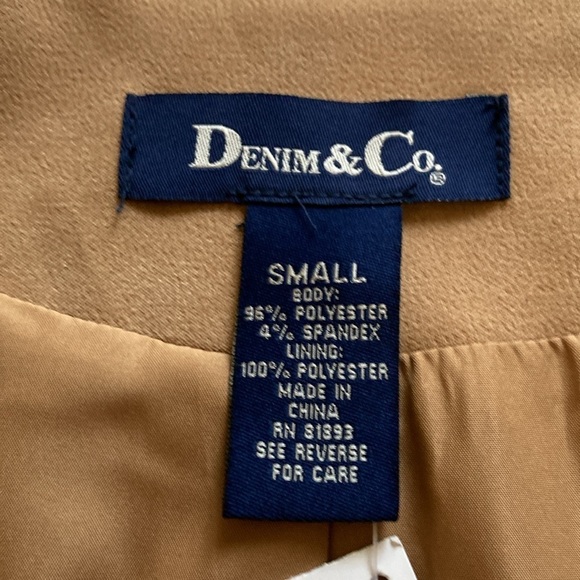 DENIM & CO.®
SMALL
BODY:
96% POLYESTER
4% SPANDEX
LINING:
100% POLYESTER
MADE IN
CHINA
RN 81893
SEE REVERSE
FOR CARE